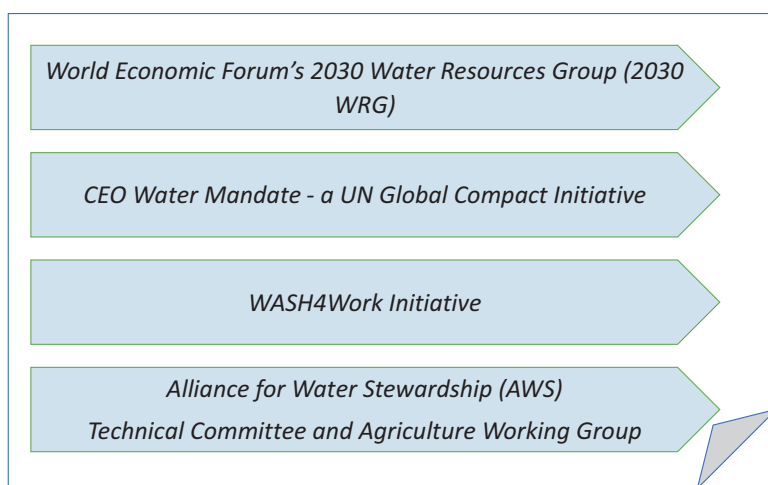 World Economic Forum's 2030 Water Resources Group (2030
WRG)
CEO Water Mandate - a UN Global Compact Initiative
WASH4Work Initiative
Alliance for Water Stewardship (AWS)
Technical Committee and Agriculture Working Group